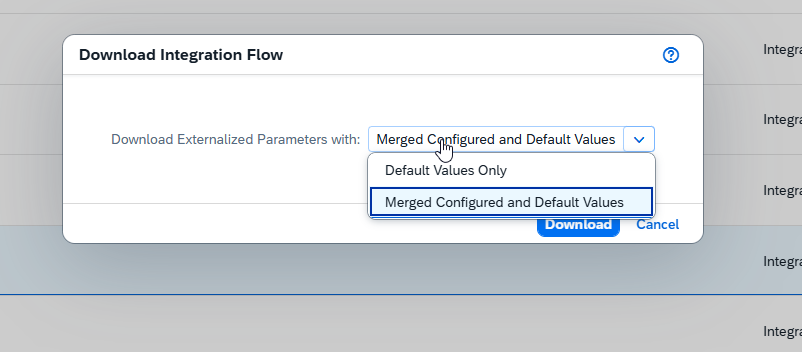 Download Integration Flow
Integra
Download Externalized Parameters with: Merged Configured and Default Values
Integra
Default Values Only
Integra
Merged Configured and Default Values
Download Cancel
Integra
Integra